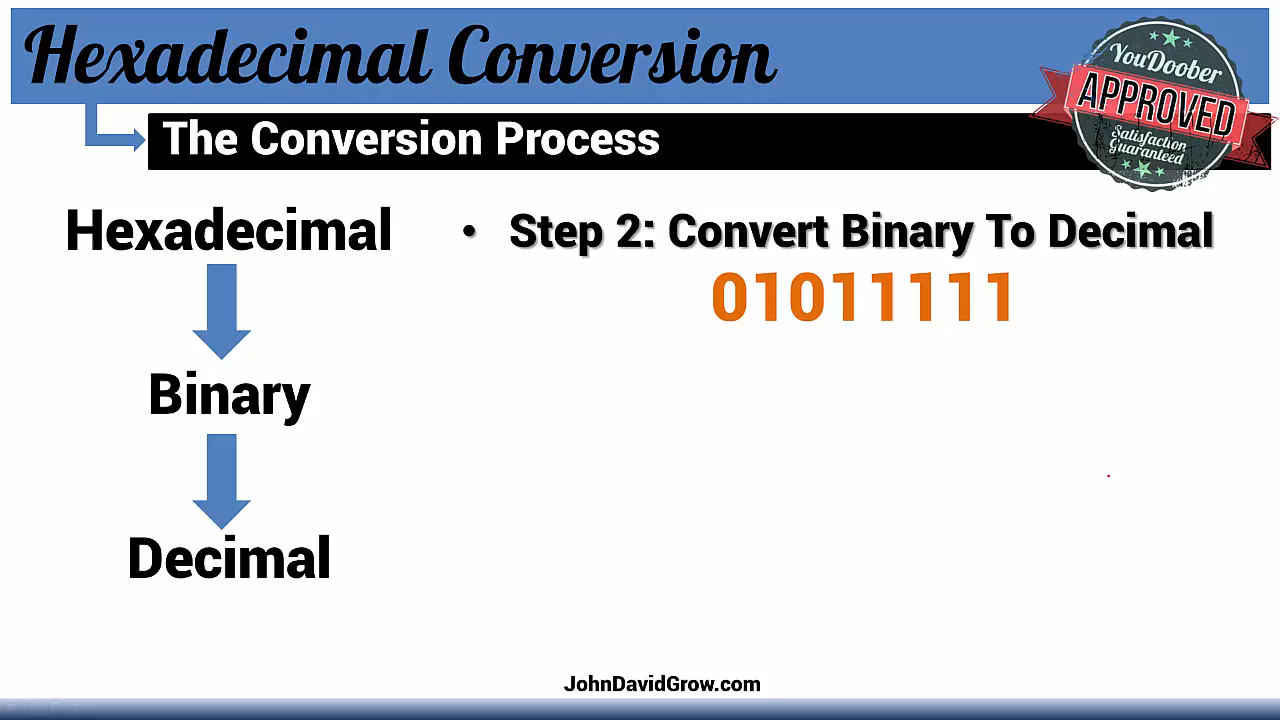 Hexadecimal Conversion
YouDoober
APPROVED
Satisfaction
Guaranteed
The Conversion Process
Hexadecimal
• Step 2: Convert Binary To Decimal
01011111
Binary
Decimal
JohnDavidGrow.com